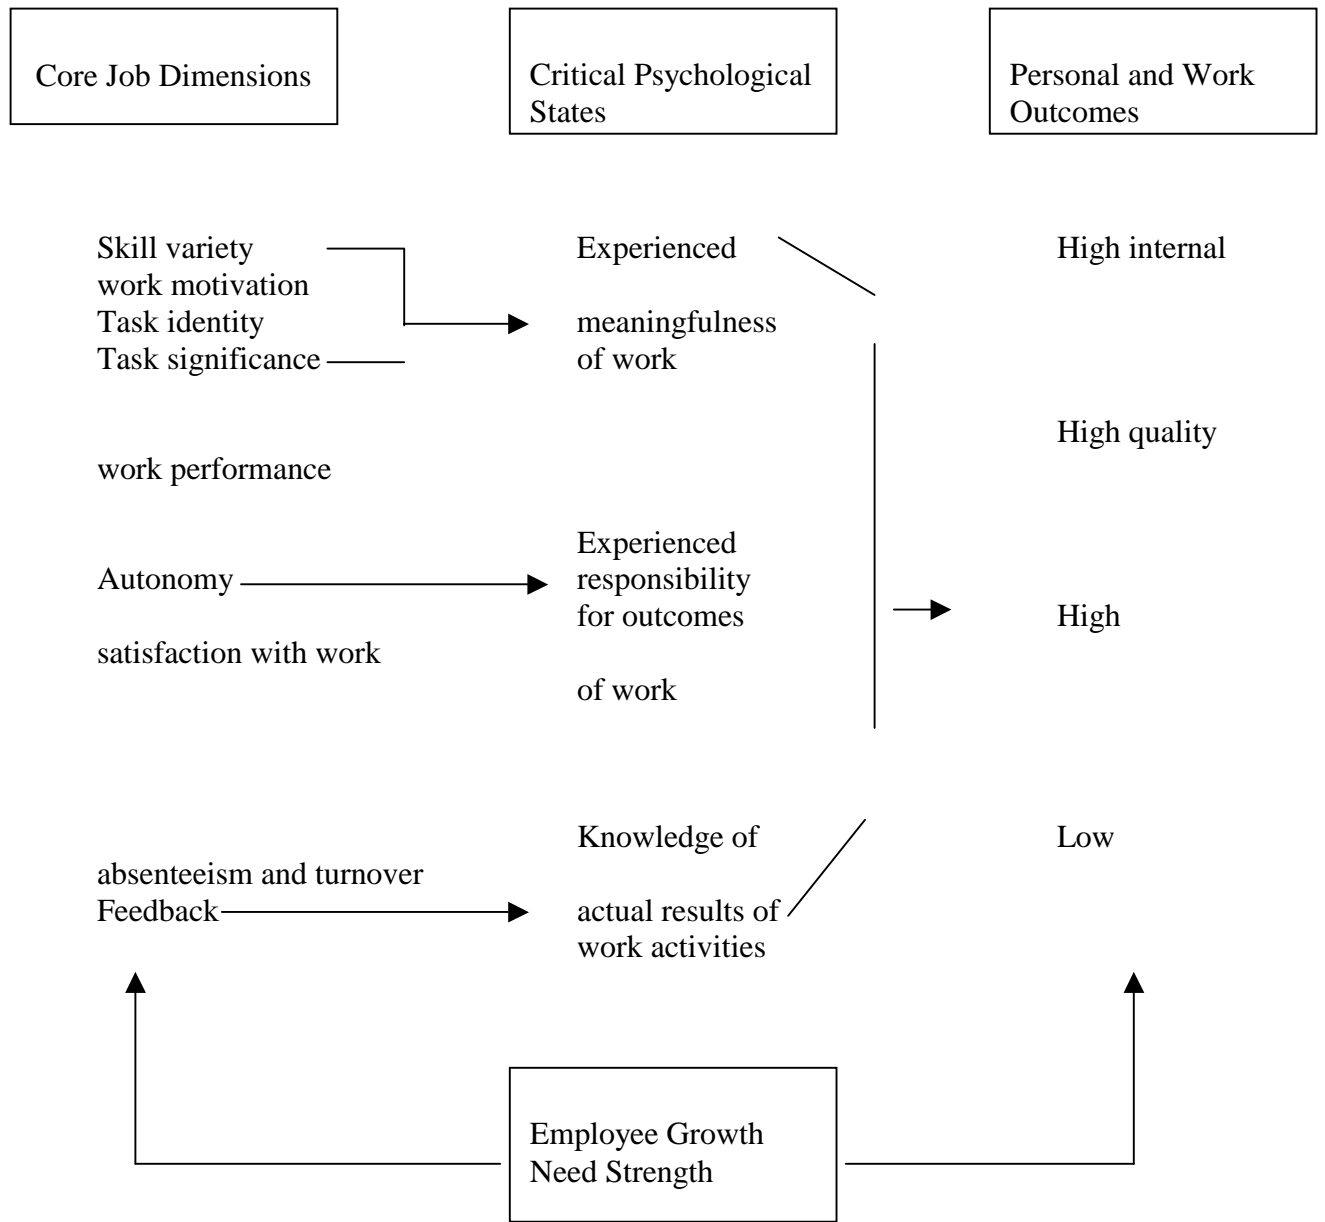 Core Job Dimensions
Critical Psychological
States
Personal and Work
Outcomes
Skill variety
work motivation
Task identity
Task significance
work performance
Autonomy
satisfaction with work
absenteeism and turnover
Feedback
Experienced
meaningfulness
of work
Experienced
responsibility
for outcomes
of work
Knowledge of
actual results of
work activities
High internal
High quality
High
Low
Employee Growth
Need Strength